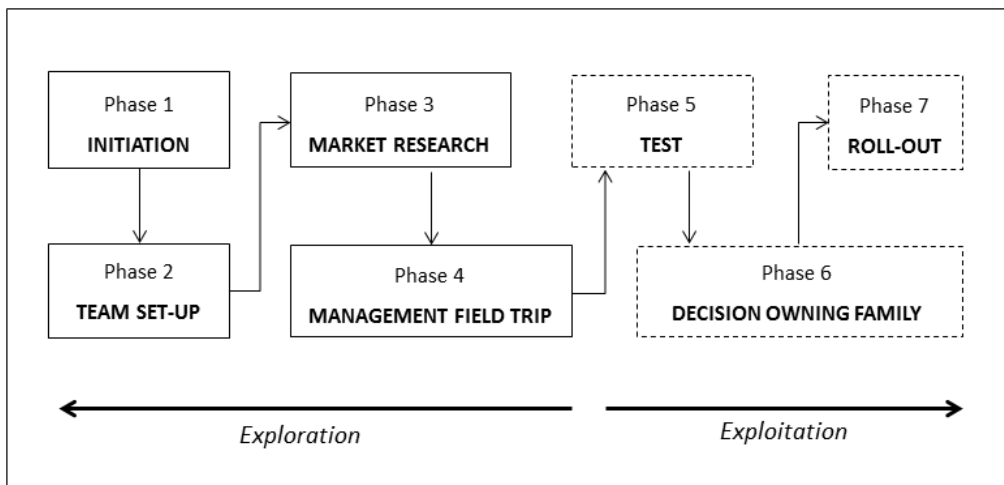 Phase 1
INITIATION
Phase 2
TEAM SET-UP
Phase 3
MARKET RESEARCH
Phase 4
MANAGEMENT FIELD TRIP
Phase 5
TEST
Phase 6
DECISION OWNING FAMILY
Phase 7
ROLL-OUT
Exploration
Exploitation